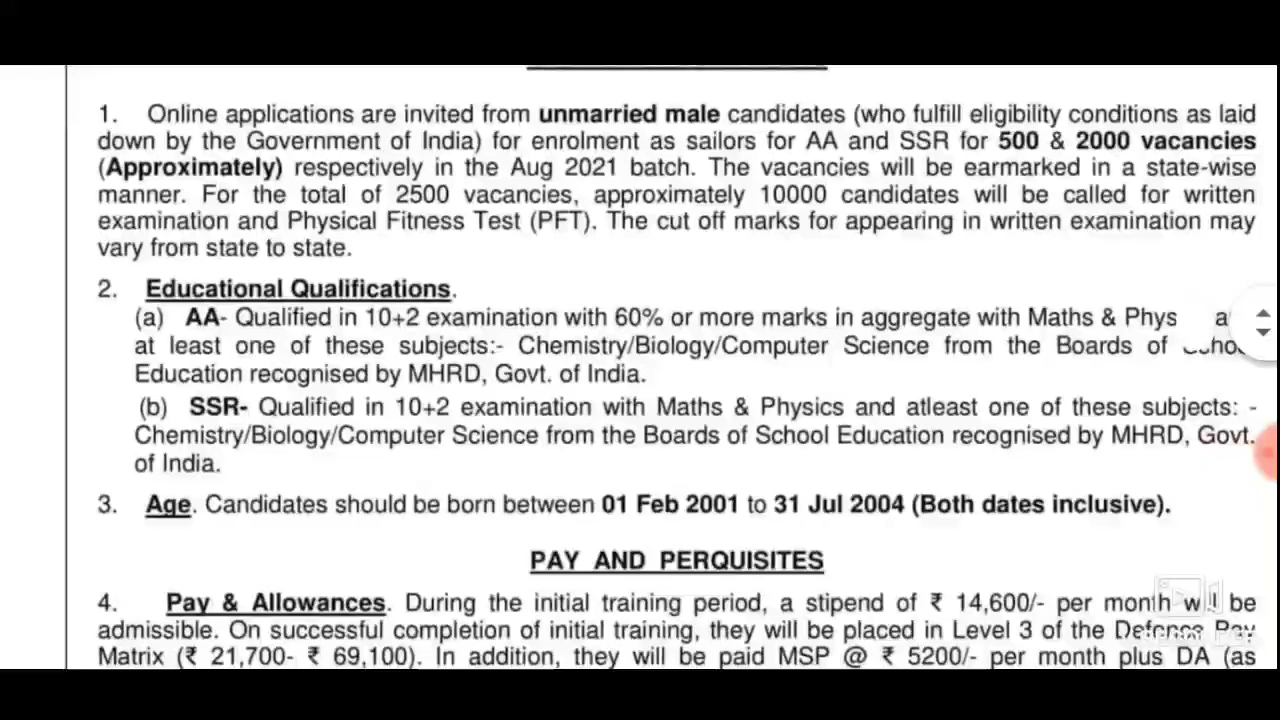 1. Online applications are invited from unmarried male candidates (who fulfill eligibility conditions as laid
down by the Government of India) for enrolment as sailors for AA and SSR for 500 & 2000 vacancies
(Approximately) respectively in the Aug 2021 batch. The vacancies will be earmarked in a state-wise
manner. For the total of 2500 vacancies, approximately 10000 candidates will be called for written
examination and Physical Fitness Test (PFT). The cut off marks for appearing in written examination may
vary from state to state.
2. Educational Qualifications.
(a) AA- Qualified in 10+2 examination with 60% or more marks in aggregate with Maths & Phys
at least one of these subjects:- Chemistry/Biology/Computer Science from the Boards of
Education recognised by MHRD, Govt. of India.
(b) SSR- Qualified in 10+2 examination with Maths & Physics and atleast one of these subjects: -
Chemistry/Biology/Computer Science from the Boards of School Education recognised by MHRD, Govt.
of India.
3. Age. Candidates should be born between 01 Feb 2001 to 31 Jul 2004 (Both dates inclusive).
PAY AND PERQUISITES
4. Pay & Allowances. During the initial training period, a stipend of ₹ 14,600/- per month will be
admissible. On successful completion of initial training, they will be placed in Level 3 of the Defence Pay
Matrix (₹ 21,700- ₹ 69,100). In addition, they will be paid MSP @ ₹ 5200/- per month plus DA (as